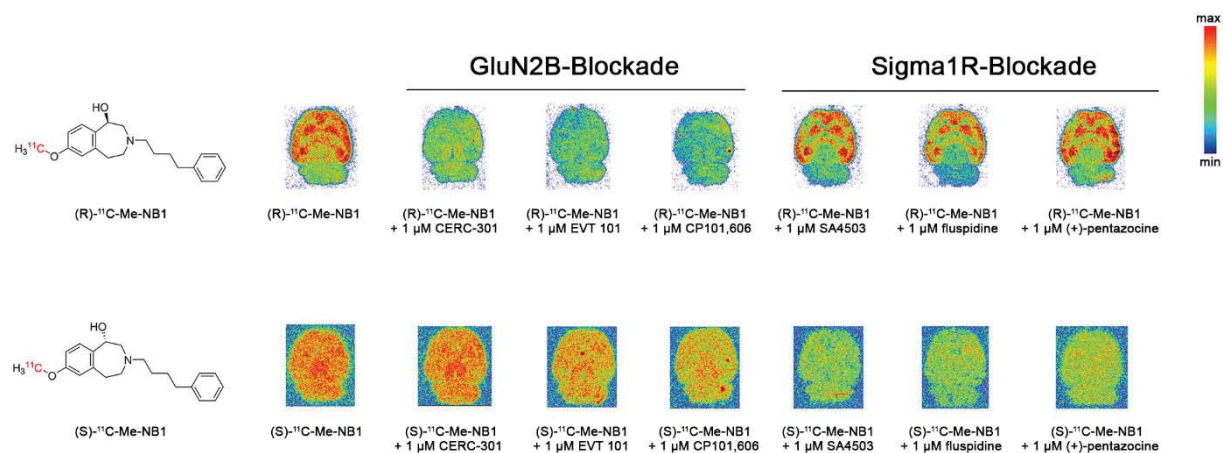 GluN2B-Blockade
Sigma1R-Blockade
max
min
HO
N
H₃¹¹C
O
(R)-¹¹C-Me-NB1
(R)-¹¹C-Me-NB1
(R)-¹¹C-Me-NB1
+ 1 µM CERC-301
(R)-¹¹C-Me-NB1
+ 1 µM EVT 101
(R)-¹¹C-Me-NB1
+ 1 µM CP101,606
(R)-¹¹C-Me-NB1
+ 1 µM SA4503
(R)-¹¹C-Me-NB1
+ 1 µM fluspidine
(R)-¹¹C-Me-NB1
+ 1 µM (+)-pentazocine
HO
N
H₃¹¹C
O
(S)-¹¹C-Me-NB1
(S)-¹¹C-Me-NB1
(S)-¹¹C-Me-NB1
+ 1 µM CERC-301
(S)-¹¹C-Me-NB1
+ 1 µM EVT 101
(S)-¹¹C-Me-NB1
+ 1 µM CP101,606
(S)-¹¹C-Me-NB1
+ 1 µM SA4503
(S)-¹¹C-Me-NB1
+ 1 µM fluspidine
(S)-¹¹C-Me-NB1
+ 1 µM (+)-pentazocine